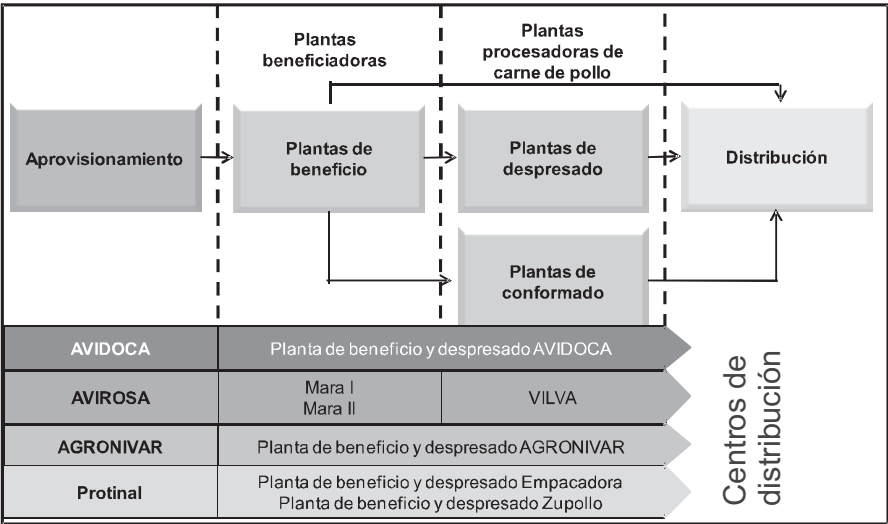 Plantas
beneficiadoras
Plantas
procesadoras de
carne de pollo
Aprovisionamiento
Plantas de
beneficio
Plantas de
despresado
Distribución
Plantas de
conformado
AVIDOCA
Planta de beneficio y despresado AVIDOCA
AVIROSA
Mara I
Mara II
VILVA
AGRONIVAR
Planta de beneficio y despresado AGRONIVAR
Protinal
Planta de beneficio y despresado Empacadora
Planta de beneficio y despresado Zupollo
Centros de
distribución